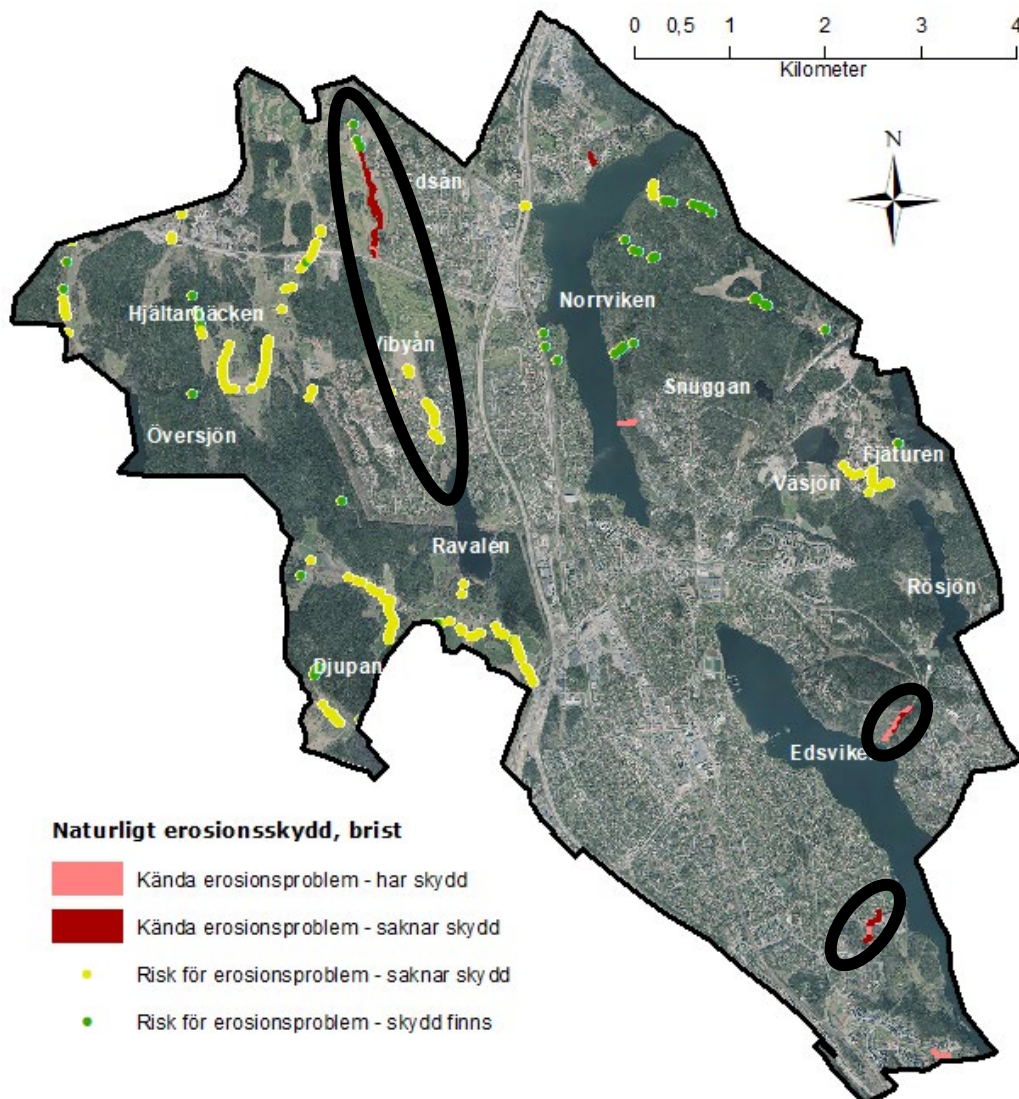 0 0,5 1 2 3 4
Kilometer
N
dsån
Norrviken
Hjältarbäcken
Vibyån
Snuggan
Översjön
Fjäturen
Väsjön
Ravalen
Rösjön
Djupan
Edsviken
Naturligt erosionsskydd, brist
Kända erosionsproblem - har skydd
Kända erosionsproblem - saknar skydd
Risk för erosionsproblem - saknar skydd
Risk för erosionsproblem - skydd finns